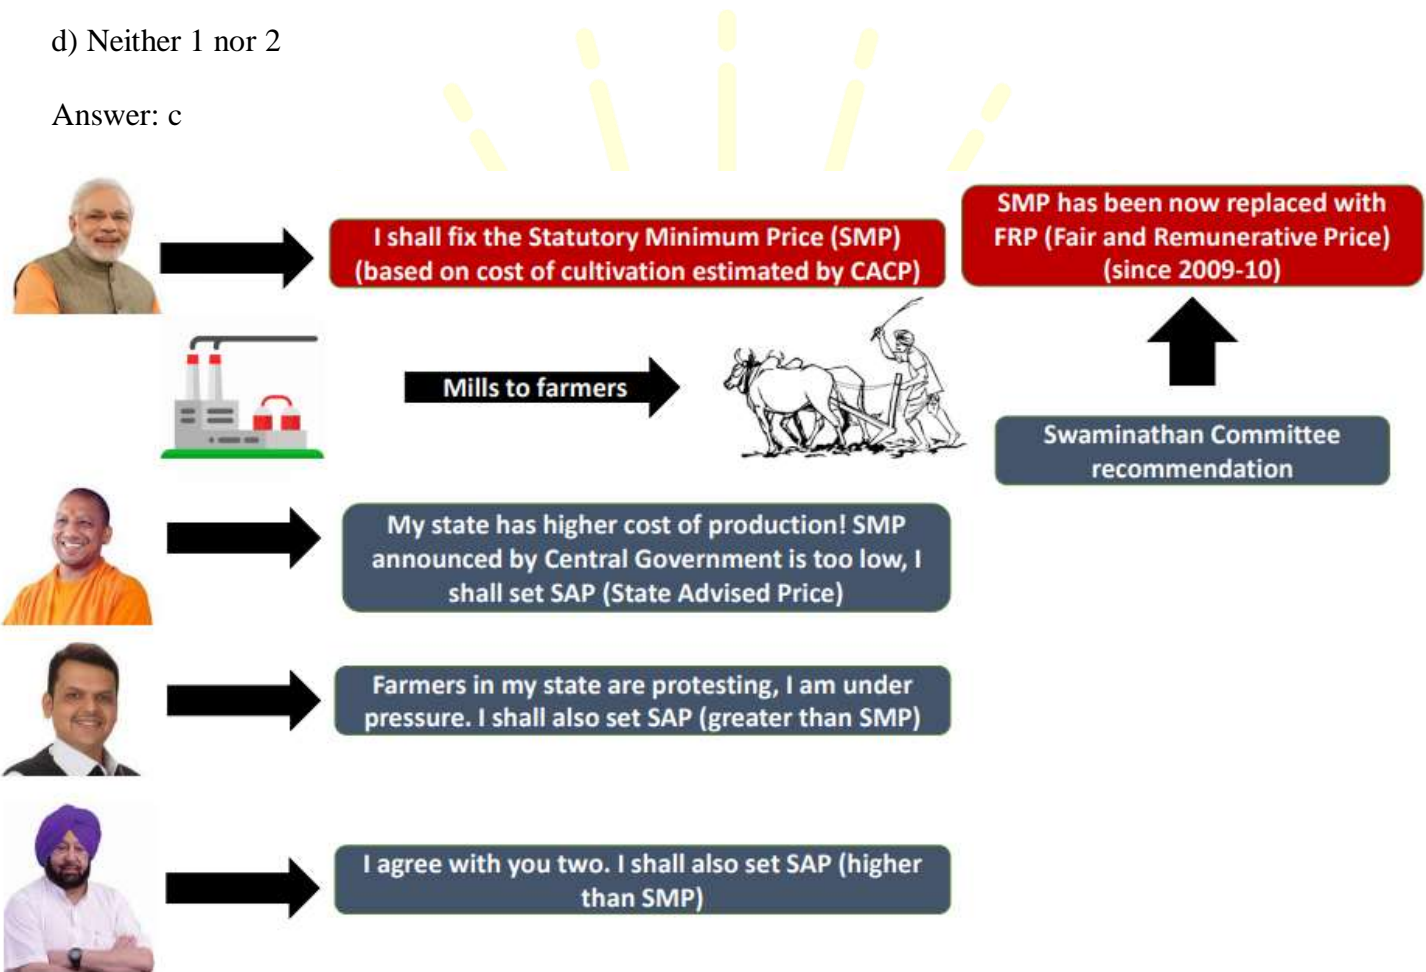 d) Neither 1 nor 2
Answer: c
I shall fix the Statutory Minimum Price (SMP)
(based on cost of cultivation estimated by CACP)
SMP has been now replaced with
FRP (Fair and Remunerative Price)
(since 2009-10)
Mills to farmers
Swaminathan Committee
recommendation
My state has higher cost of production! SMP
announced by Central Government is too low, I
shall set SAP (State Advised Price)
Farmers in my state are protesting, I am under
pressure. I shall also set SAP (greater than SMP)
I agree with you two. I shall also set SAP (higher
than SMP)